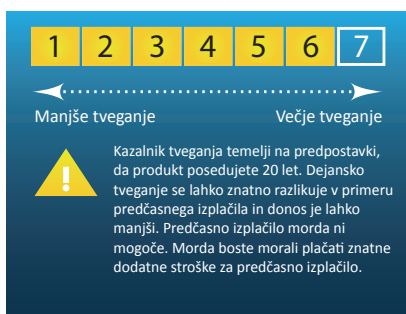 1 2 3 4 5 6 7
Manjše tveganje Večje tveganje
!
Kazalnik tveganja temelji na predpostavki,
da produkt posedujete 20 let. Dejansko
tveganje se lahko znatno razlikuje v primeru
predčasnega izplačila in donos je lahko
manjši. Predčasno izplačilo morda ni
mogoče. Morda boste morali plačati znatne
dodatne stroške za predčasno izplačilo.